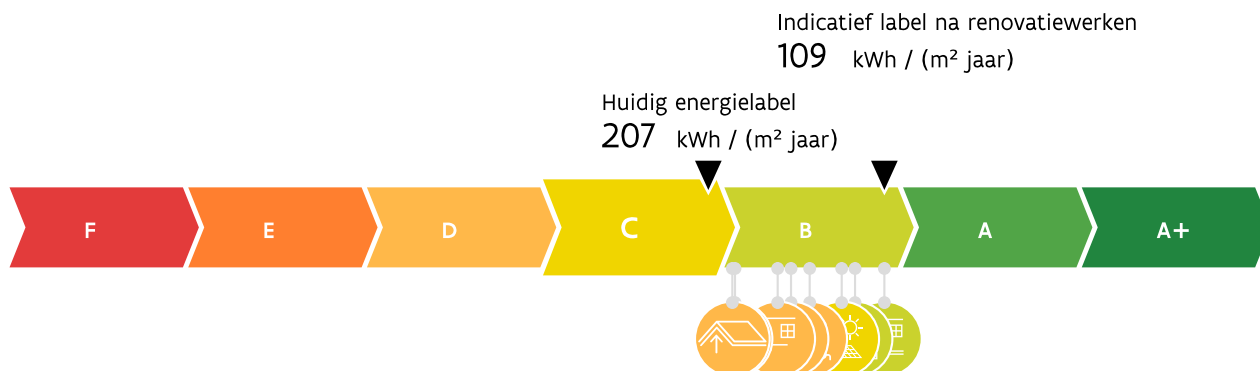 Indicatief label na renovatiewerken
109 kWh / (m² jaar)
Huidig energielabel
207 kWh / (m² jaar)
F E D C B A A+